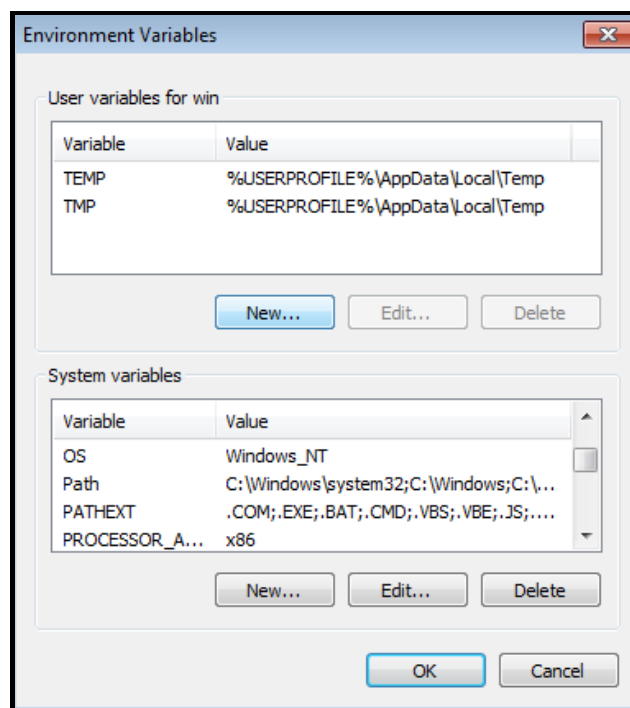 Environment Variables
User variables for win
Variable Value
TEMP %USERPROFILE%\AppData\Local\Temp
TMP %USERPROFILE%\AppData\Local\Temp
New... Edit... Delete
System variables
Variable Value
OS Windows_NT
Path C:\Windows\system32;C:\Windows;C:\...
PATHEXT .COM;.EXE;.BAT;.CMD;.VBS;.VBE;.JS;....
PROCESSOR_A... x86
New... Edit... Delete
OK Cancel